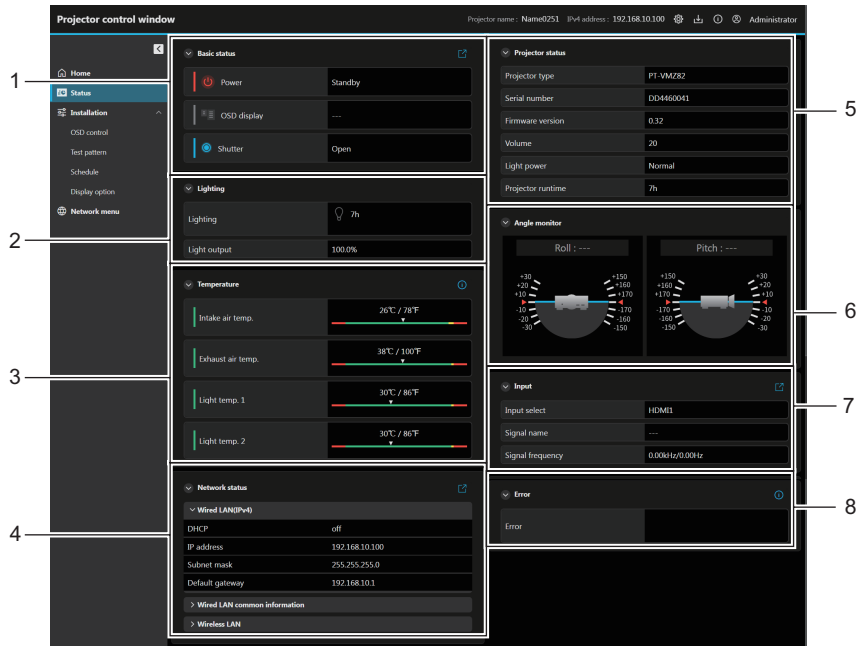 Projector control window
Projector name : Name0251 IPv4 address : 192.168.10.100 Administrator
Home
Status
Installation
OSD control
Test pattern
Schedule
Display option
Network menu
1
Basic status
Power Standby
OSD display ---
Shutter Open
2
Lighting
Lighting 7h
Light output 100.0%
3
Temperature
Intake air temp. 26℃ / 78℉
Exhaust air temp. 38℃ / 100℉
Light temp. 1 30℃ / 86℉
Light temp. 2 30℃ / 86℉
4
Network status
Wired LAN(IPv4)
DHCP off
IP address 192.168.10.100
Subnet mask 255.255.255.0
Default gateway 192.168.10.1
Wired LAN common information
Wireless LAN
5
Projector status
Projector type PT-VMZ82
Serial number DD4460041
Firmware version 0.32
Volume 20
Light power Normal
Projector runtime 7h
6
Angle monitor
Roll : --- Pitch : ---
+30 +150 +150 +30
+20 +160 +160 +20
+10 +170 +170 +10
-10 -170 -170 -10
-20 -160 -160 -20
-30 -150 -150 -30
7
Input
Input select HDMI1
Signal name ---
Signal frequency 0.00kHz/0.00Hz
8
Error
Error